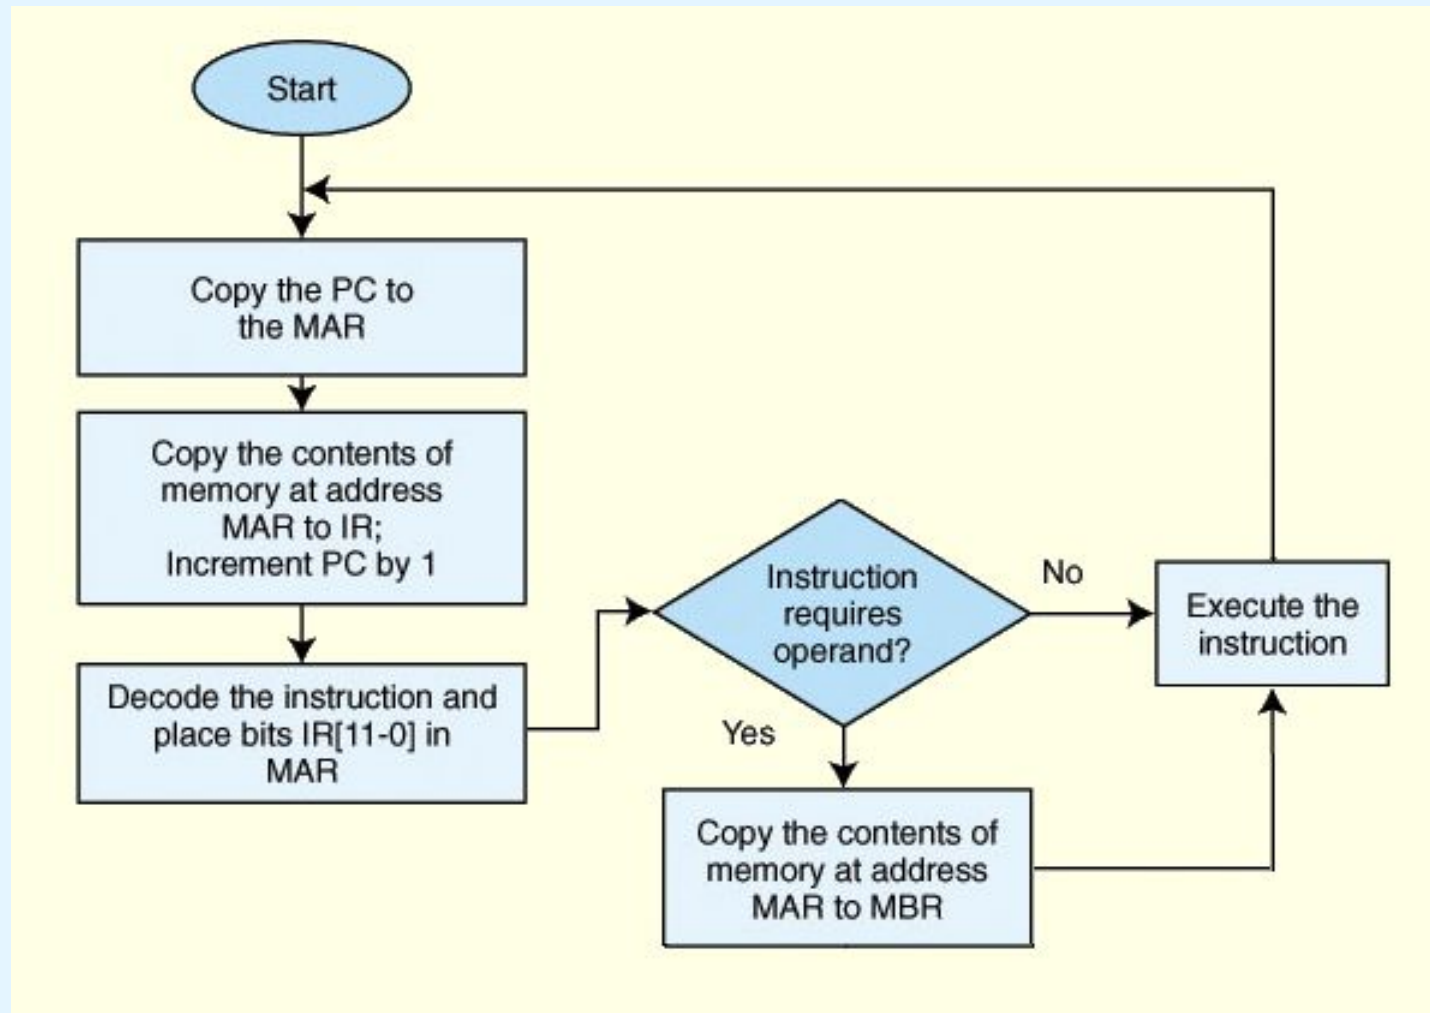 Start
Copy the PC to
the MAR
Copy the contents of
memory at address
MAR to IR;
Increment PC by 1
Decode the instruction and
place bits IR[11-0] in
MAR
Instruction
requires
operand?
No
Execute the
instruction
Yes
Copy the contents of
memory at address
MAR to MBR